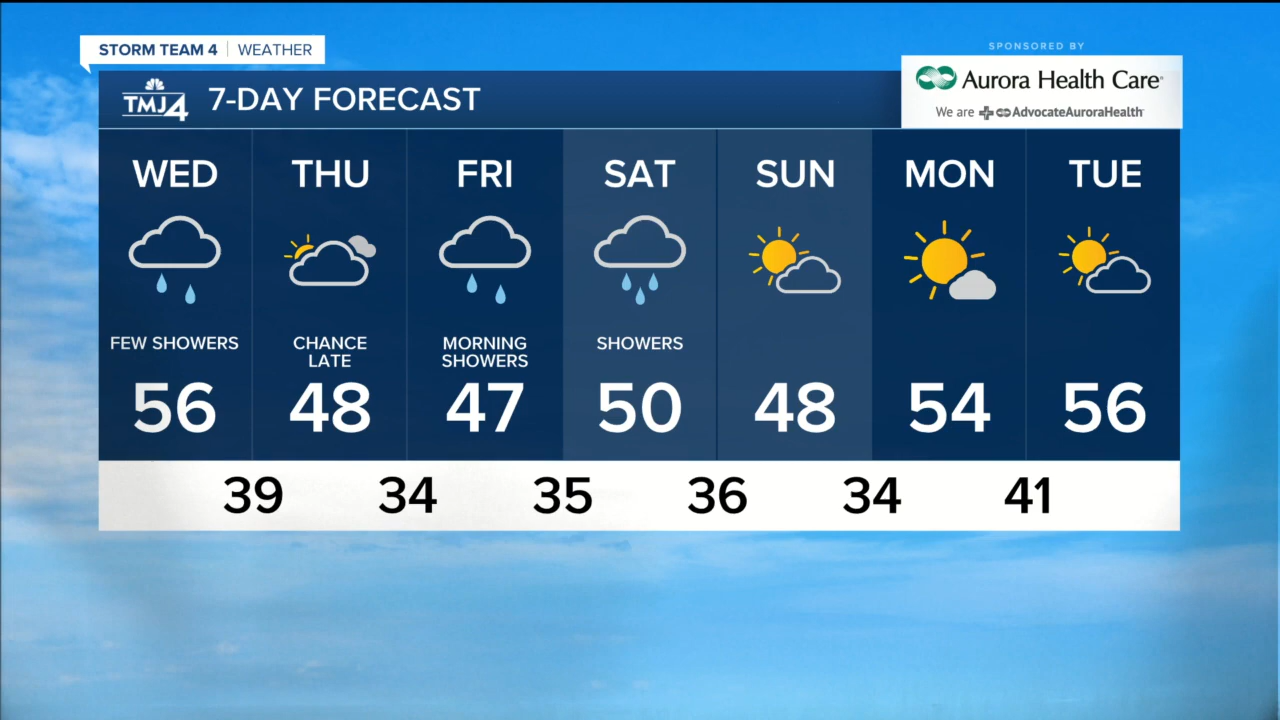 STORM TEAM 4 | WEATHER
SPONSORED BY
Aurora Health Care®
We are AdvocateAuroraHealth
TMJ4 7-DAY FORECAST
WED THU FRI SAT SUN MON TUE
FEW SHOWERS CHANCE LATE MORNING SHOWERS SHOWERS
56 48 47 50 48 54 56
39 34 35 36 34 41